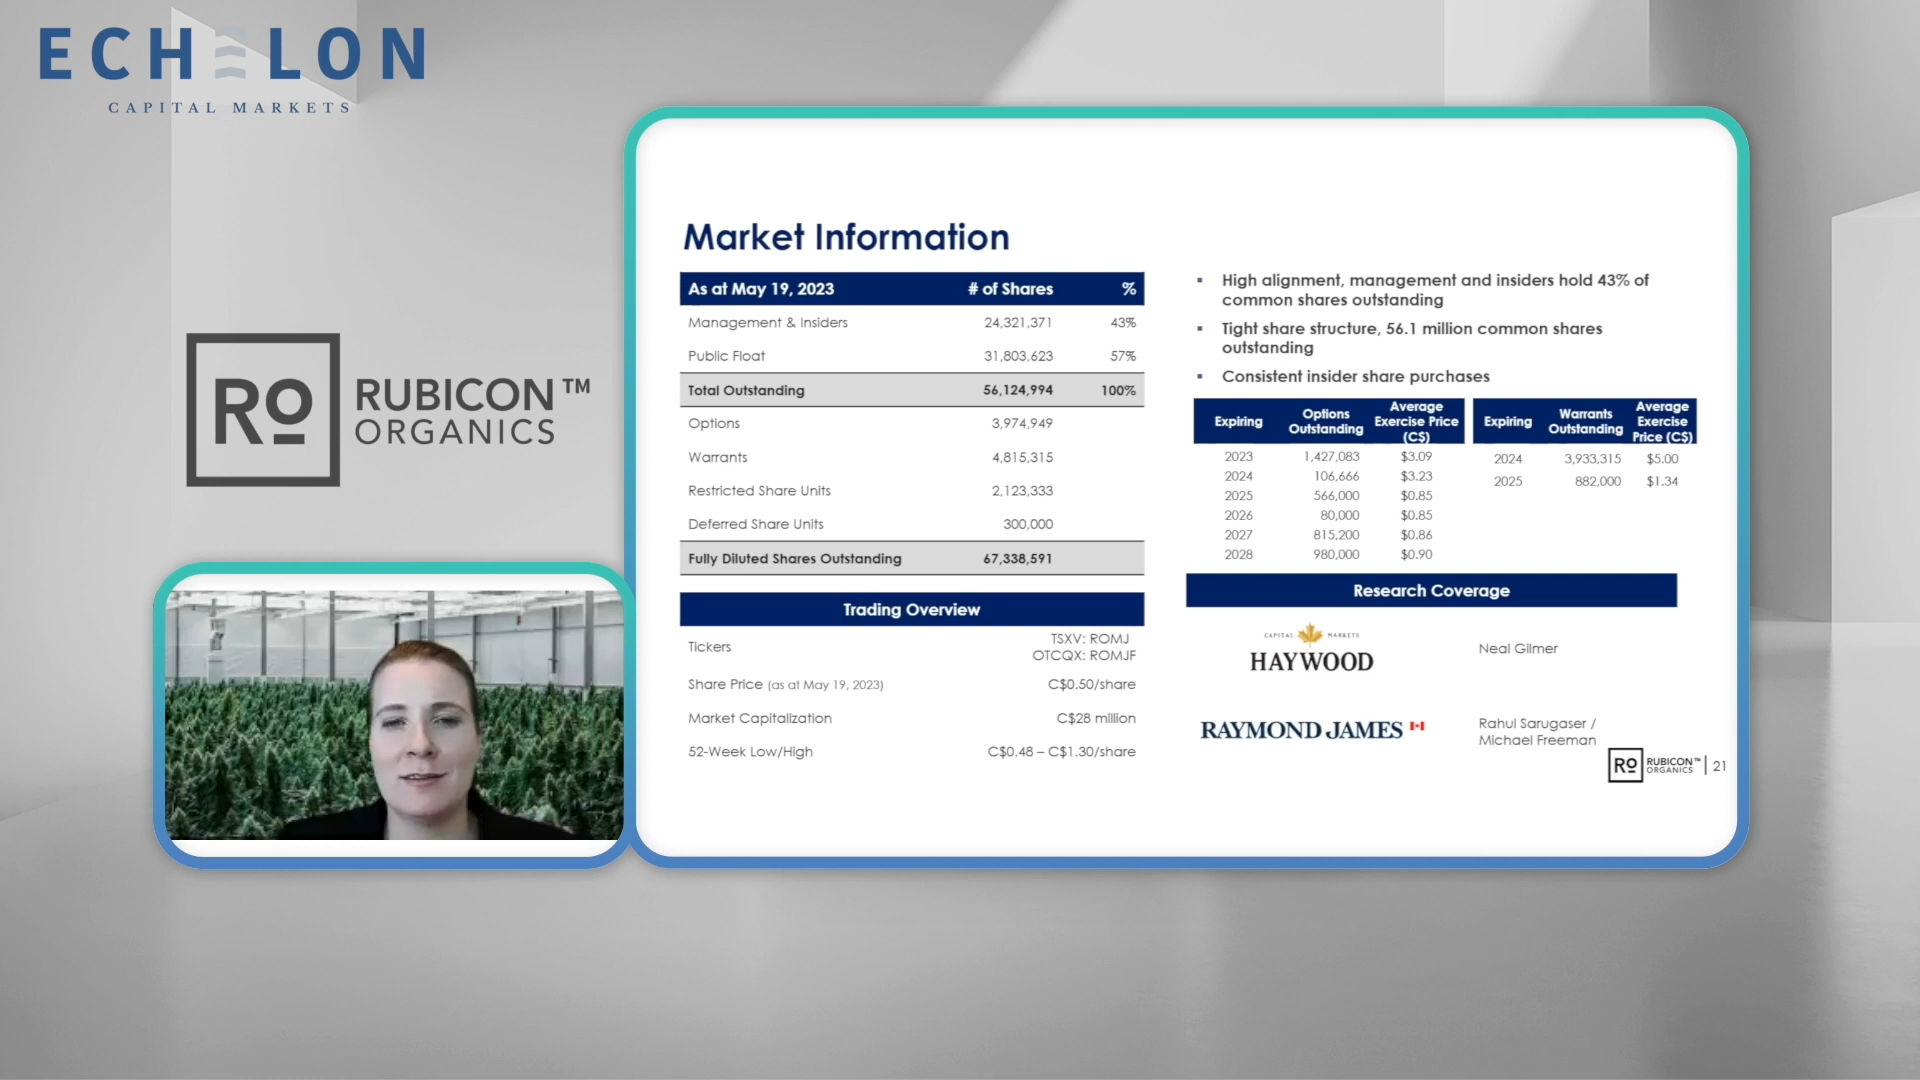 ECHELON
CAPITAL MARKETS
RO RUBICON™
ORGANICS
Market Information
As at May 19, 2023 # of Shares %
Management & Insiders 24,321,371 43%
Public Float 31,803,623 57%
Total Outstanding 56,124,994 100%
Options 3,974,949
Warrants 4,815,315
Restricted Share Units 2,123,333
Deferred Share Units 300,000
Fully Diluted Shares Outstanding 67,338,591
Trading Overview
Tickers TSXV: ROMJ
OTCQX: ROMJF
Share Price (as at May 19, 2023) C$0.50/share
Market Capitalization C$28 million
52-Week Low/High C$0.48 – C$1.30/share
▪ High alignment, management and insiders hold 43% of
common shares outstanding
▪ Tight share structure, 56.1 million common shares
outstanding
▪ Consistent insider share purchases
Expiring Options Outstanding Average Exercise Price (C$)
2023 1,427,083 $3.09
2024 106,666 $3.23
2025 566,000 $0.85
2026 80,000 $0.85
2027 815,200 $0.86
2028 980,000 $0.90
Expiring Warrants Outstanding Average Exercise Price (C$)
2024 3,933,315 $5.00
2025 882,000 $1.34
Research Coverage
CAPITAL MARKETS
HAYWOOD Neal Gilmer
RAYMOND JAMES Rahul Sarugaser /
Michael Freeman
RO RUBICON™
ORGANICS | 21